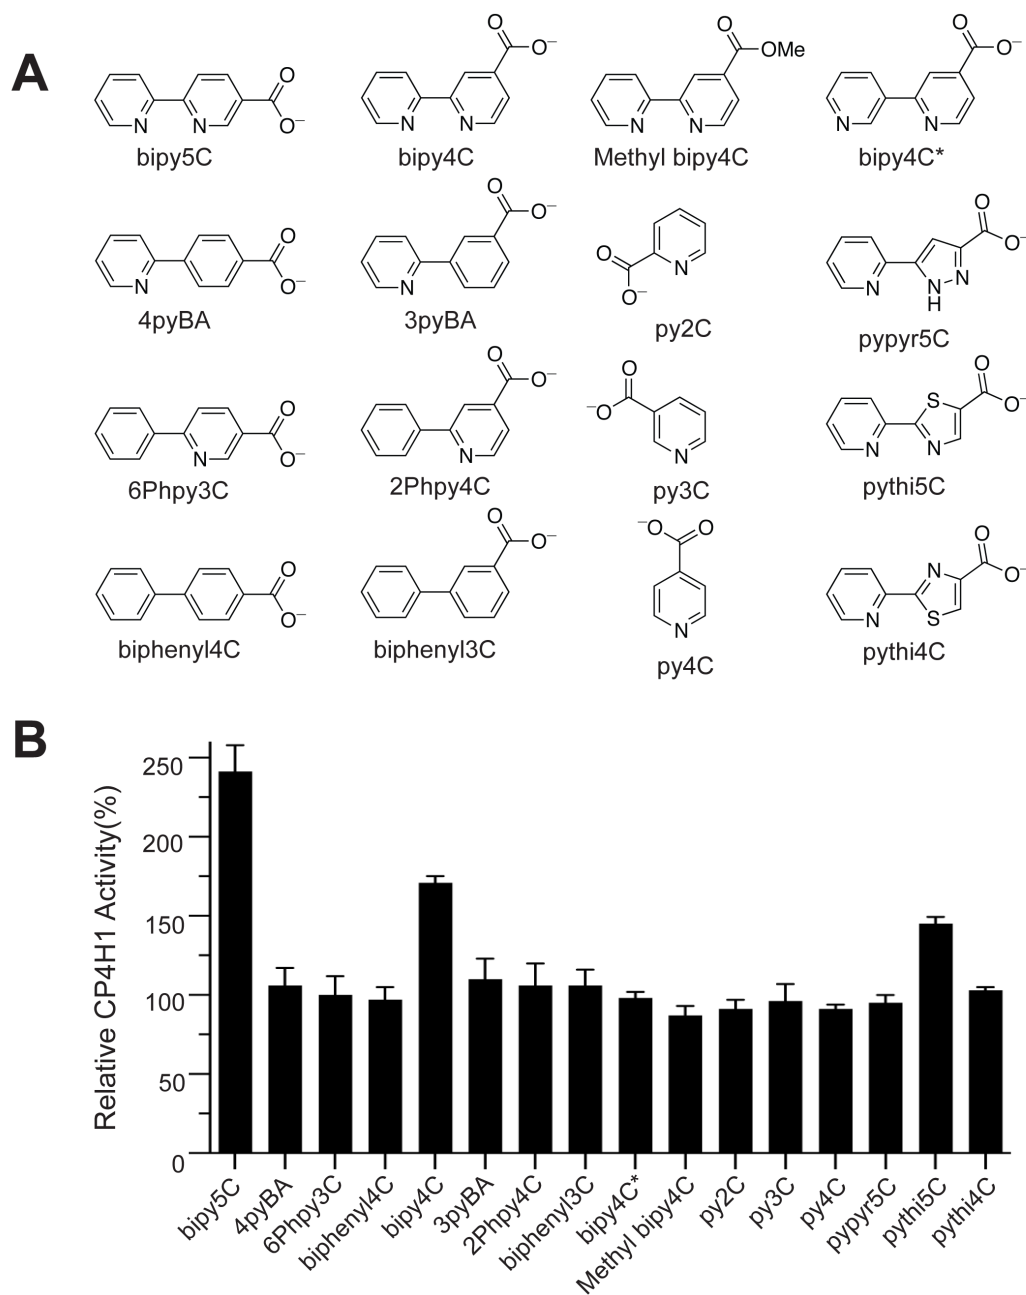 A
O
O⁻
N
N
bipy5C
O
O⁻
N
N
bipy4C
O
OMe
N
N
Methyl bipy4C
O
O⁻
N
N
bipy4C*
O
O⁻
N
4pyBA
O
O⁻
N
3pyBA
O
O⁻
N
py2C
O
O⁻
N
N
N
H
pypyr5C
O
O⁻
N
6Phpy3C
O
O⁻
N
2Phpy4C
O
⁻O
N
py3C
O
O⁻
S
N
N
pythi5C
O
O⁻
biphenyl4C
O
O⁻
biphenyl3C
⁻O
O
N
py4C
O
O⁻
N
N
S
pythi4C
B
Relative CP4H1 Activity(%)
250
200
150
100
50
0
bipy5C
4pyBA
6Phpy3C
biphenyl4C
bipy4C
3pyBA
2Phpy4C
biphenyl3C
bipy4C*
Methyl bipy4C
py2C
py3C
py4C
pypyr5C
pythi5C
pythi4C